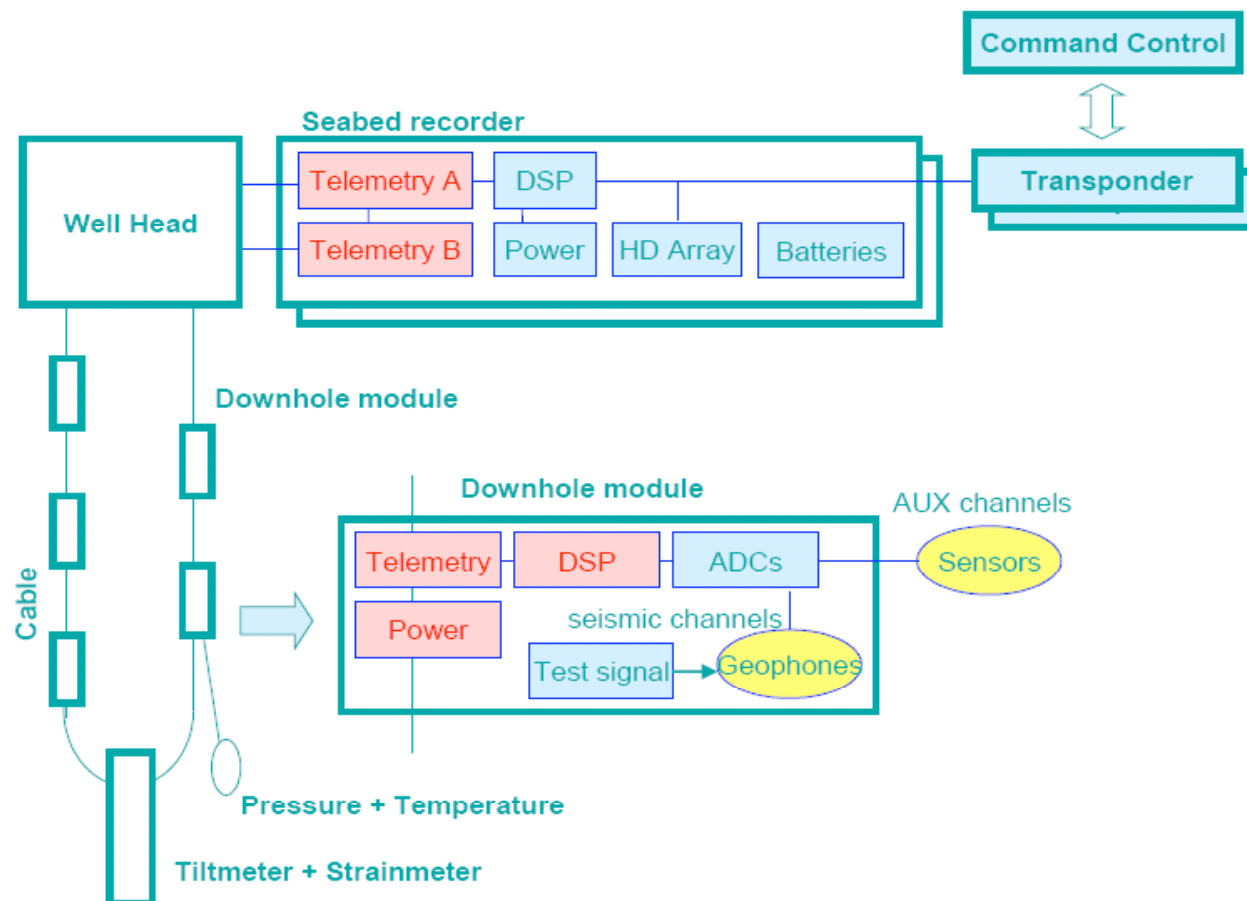 Command Control
Seabed recorder
Telemetry A
DSP
Transponder
Well Head
Telemetry B
Power
HD Array
Batteries
Downhole module
Downhole module
AUX channels
Telemetry
DSP
ADCs
Sensors
Cable
seismic channels
Power
Test signal
Geophones
Pressure + Temperature
Tiltmeter + Strainmeter